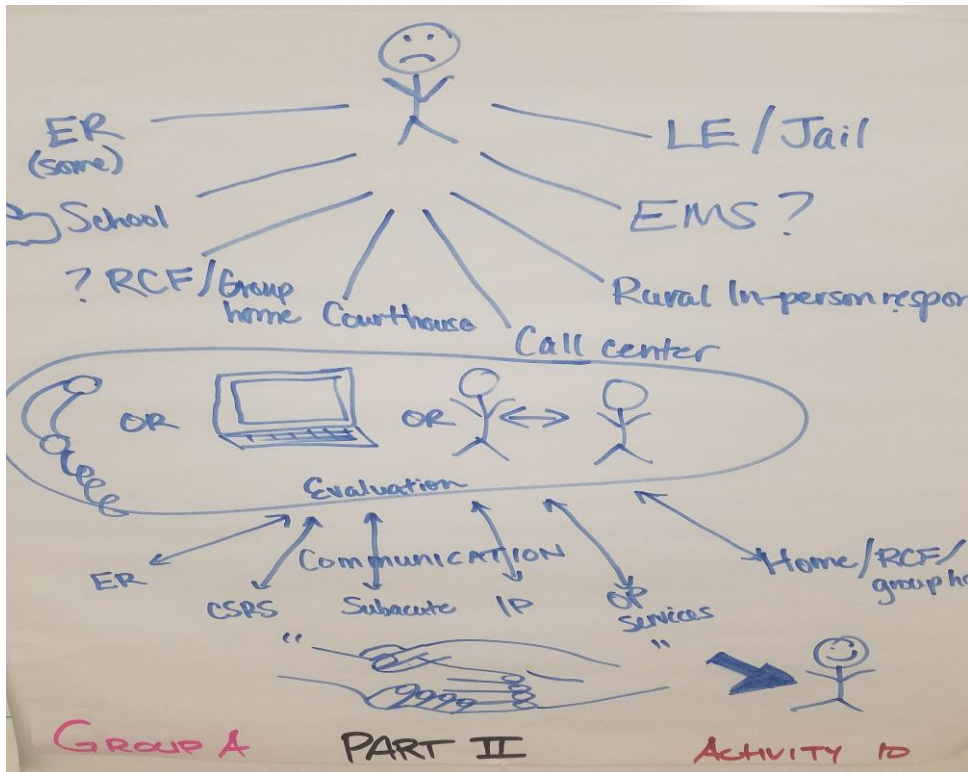 ER
(some)
LE / Jail
School
EMS ?
? RCF / Group
home
Courthouse
Rural In-person respon
Call center
OR
OR
Evaluation
Communication
ER
CSRS
Subacute
IP
OP
Services
Home / RCF /
group ho
"
"
GROUP A
PART II
ACTIVITY 10